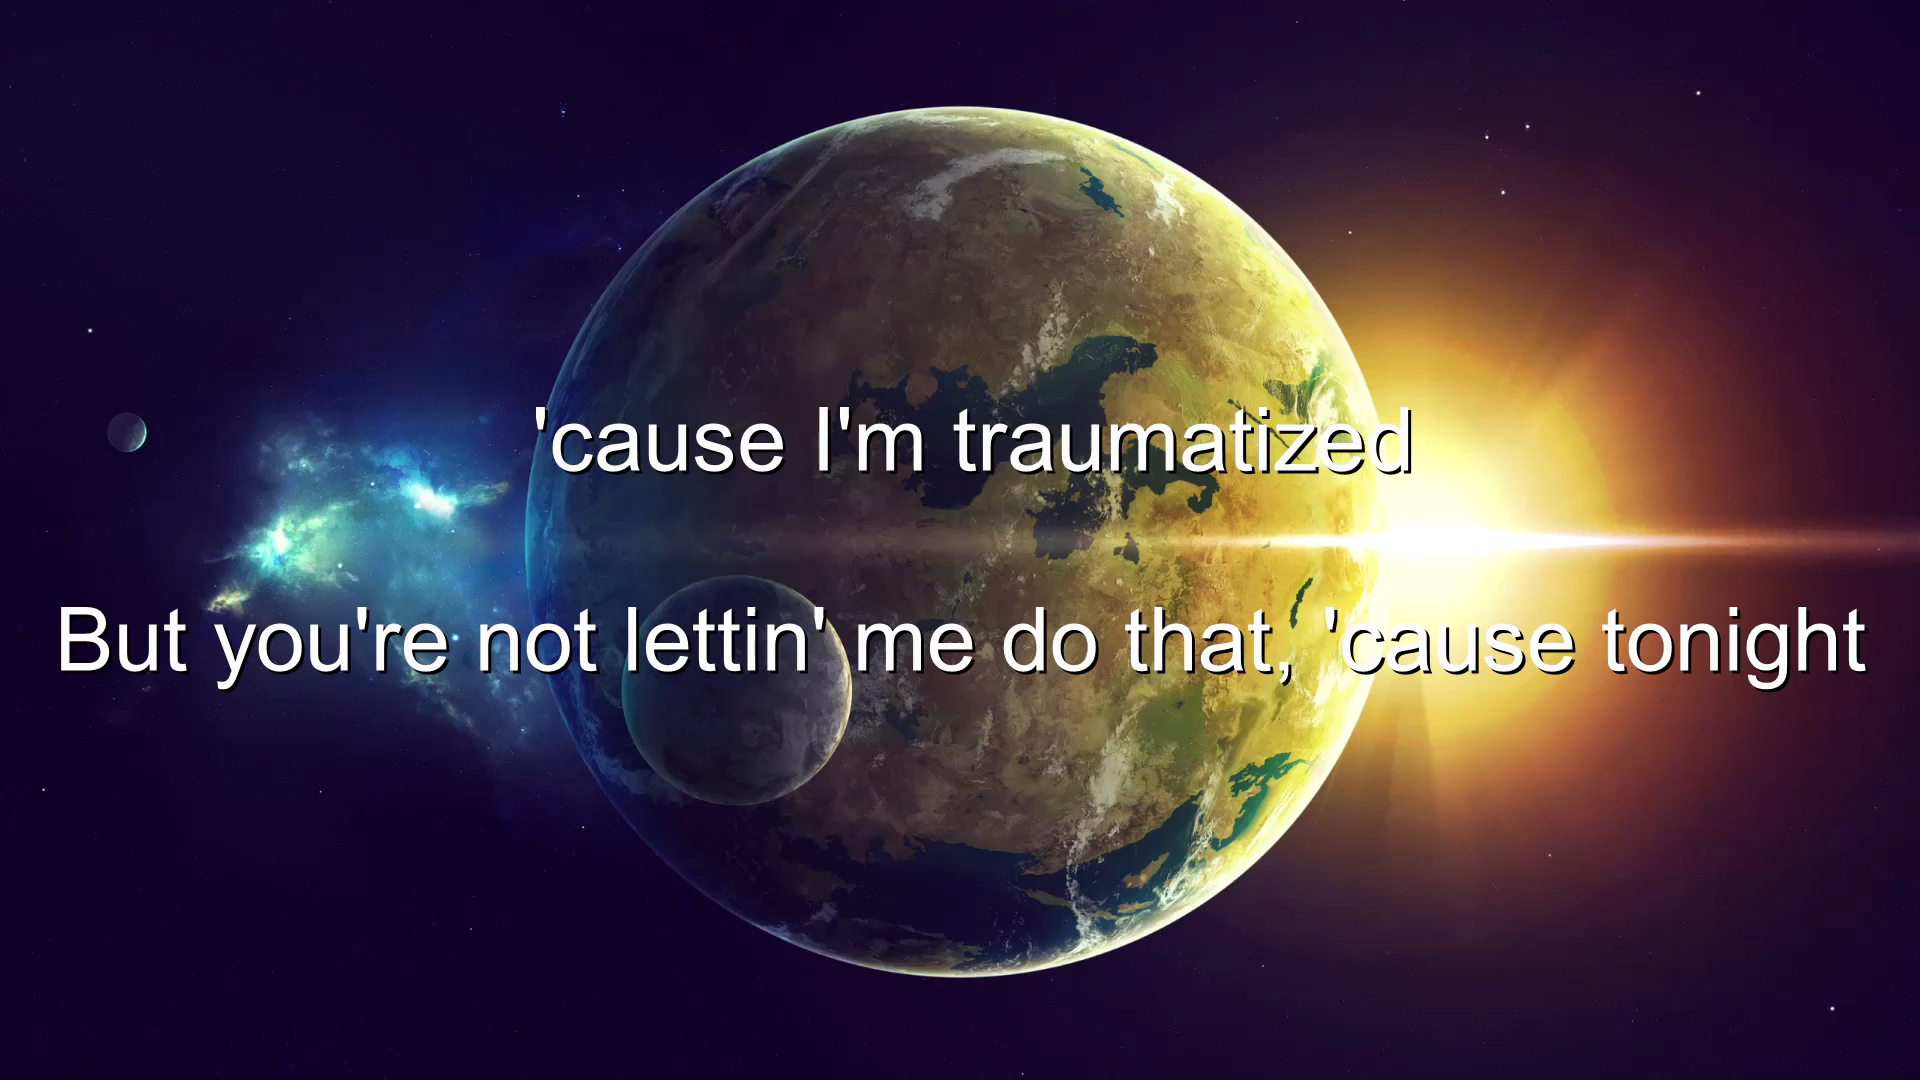 'cause I'm traumatized
But you're not lettin' me do that, 'cause tonight